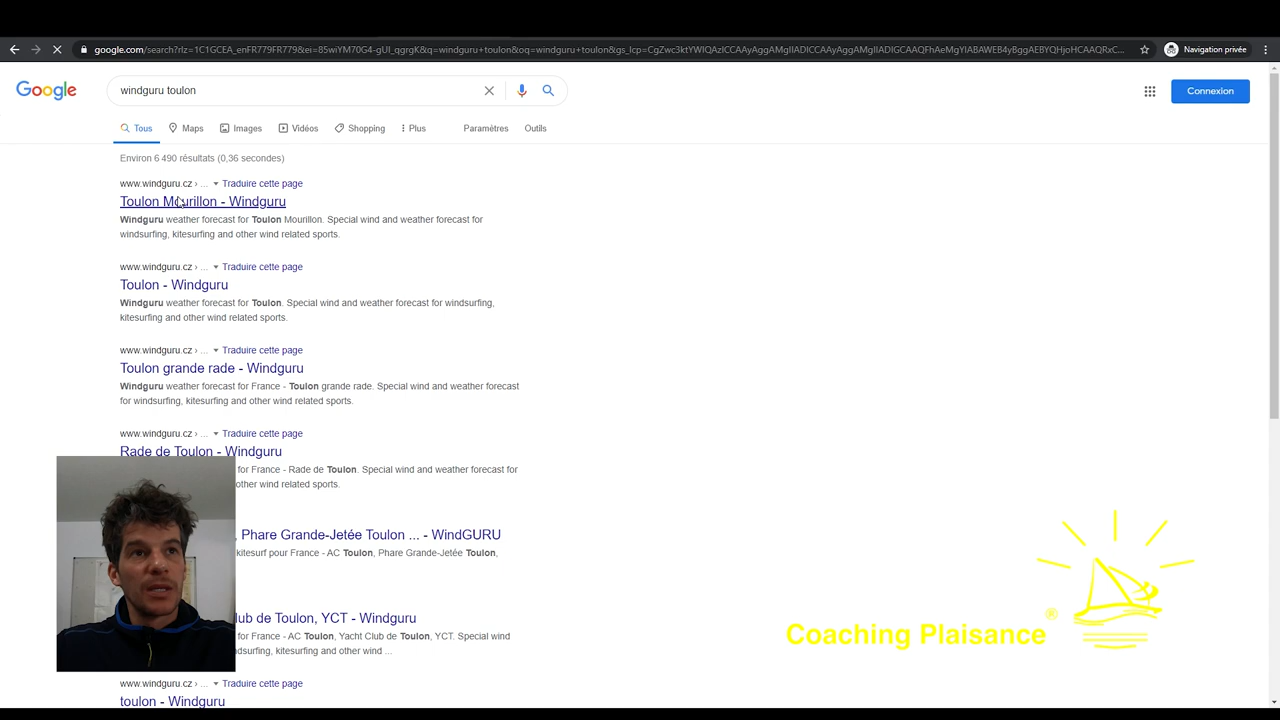 google.com/search?rlz=1C1GCEA_enFR779FR779&ei=85wiYM70G4-gUI_qgrgK&q=windguru+toulon&oq=windguru+toulon&gs_lcp=CgZwc3ktYWIQAzICCAAyAggAMgIIADICCAAyAggAMgIIADIGCAAQFhAeMgYIABAWEB4yBggAEBYQHjoHCAAQRxC...
Navigation privée
Google
windguru toulon
Connexion
Tous Maps Images Vidéos Shopping Plus Paramètres Outils
Environ 6 490 résultats (0,36 secondes)
www.windguru.cz › ... Traduire cette page
Toulon Mourillon - Windguru
Windguru weather forecast for Toulon Mourillon. Special wind and weather forecast for
windsurfing, kitesurfing and other wind related sports.
www.windguru.cz › ... Traduire cette page
Toulon - Windguru
Windguru weather forecast for Toulon. Special wind and weather forecast for windsurfing,
kitesurfing and other wind related sports.
www.windguru.cz › ... Traduire cette page
Toulon grande rade - Windguru
Windguru weather forecast for France - Toulon grande rade. Special wind and weather forecast
for windsurfing, kitesurfing and other wind related sports.
www.windguru.cz › ... Traduire cette page
Rade de Toulon - Windguru
for France - Rade de Toulon. Special wind and weather forecast for
other wind related sports.
, Phare Grande-Jetée Toulon ... - WindGURU
kitesurf pour France - AC Toulon, Phare Grande-Jetée Toulon,
lub de Toulon, YCT - Windguru
for France - AC Toulon, Yacht Club de Toulon, YCT. Special wind
dsurfing, kitesurfing and other wind ...
Coaching Plaisance®
www.windguru.cz › ... Traduire cette page
toulon - Windguru